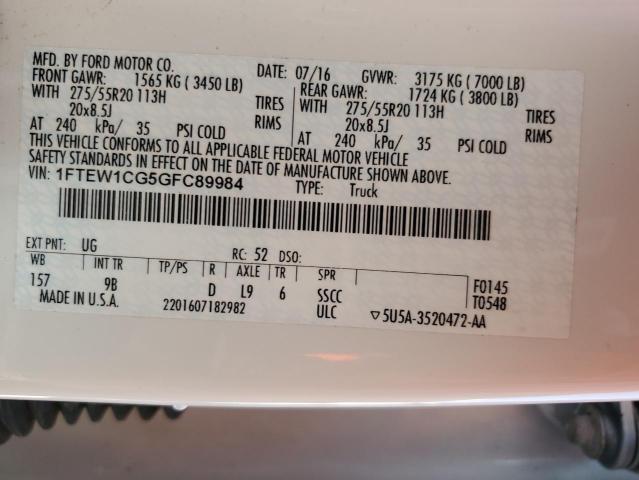 MFD. BY FORD MOTOR CO. DATE: 07/16 GVWR: 3175 KG ( 7000 LB)
FRONT GAWR: 1565 KG ( 3450 LB) REAR GAWR: 1724 KG ( 3800 LB)
WITH 275/55R20 113H TIRES WITH 275/55R20 113H TIRES
20x8.5J RIMS 20x8.5J RIMS
AT 240 kPa/ 35 PSI COLD AT 240 kPa/ 35 PSI COLD
THIS VEHICLE CONFORMS TO ALL APPLICABLE FEDERAL MOTOR VEHICLE
SAFETY STANDARDS IN EFFECT ON THE DATE OF MANUFACTURE SHOWN ABOVE.
VIN: 1FTEW1CG5GFC89984 TYPE: Truck
EXT PNT: UG RC: 52 DSO:
WB INT TR TP/PS R AXLE TR SPR F0145
157 9B D L9 6 SSCC T0548
MADE IN U.S.A. 2201607182982 ULC ▽5U5A-3520472-AA